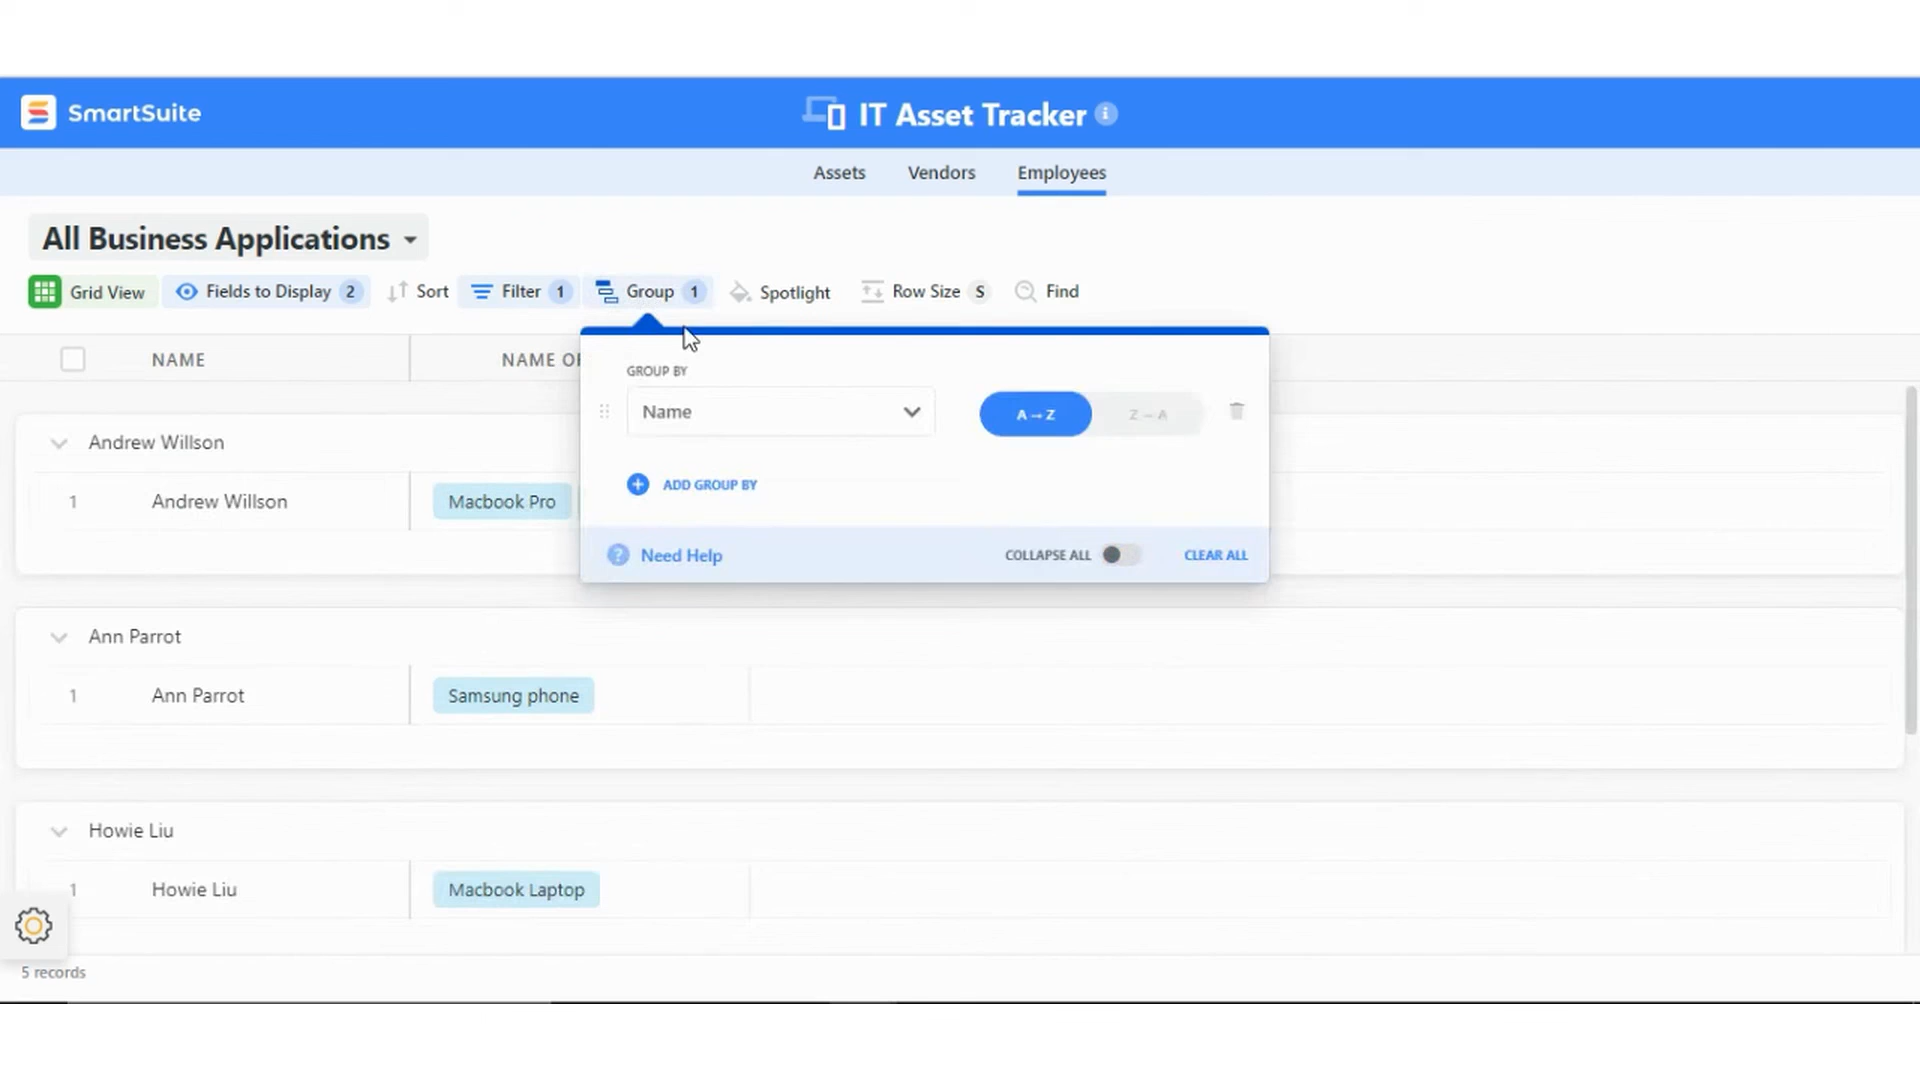 SmartSuite
IT Asset Tracker
Assets Vendors Employees
All Business Applications
Grid View Fields to Display 2 Sort Filter 1 Group 1 Spotlight Row Size S Find
NAME NAME OF
GROUP BY
Name A→Z Z→A
ADD GROUP BY
Need Help COLLAPSE ALL CLEAR ALL
Andrew Willson
1 Andrew Willson Macbook Pro
Ann Parrot
1 Ann Parrot Samsung phone
Howie Liu
1 Howie Liu Macbook Laptop
5 records